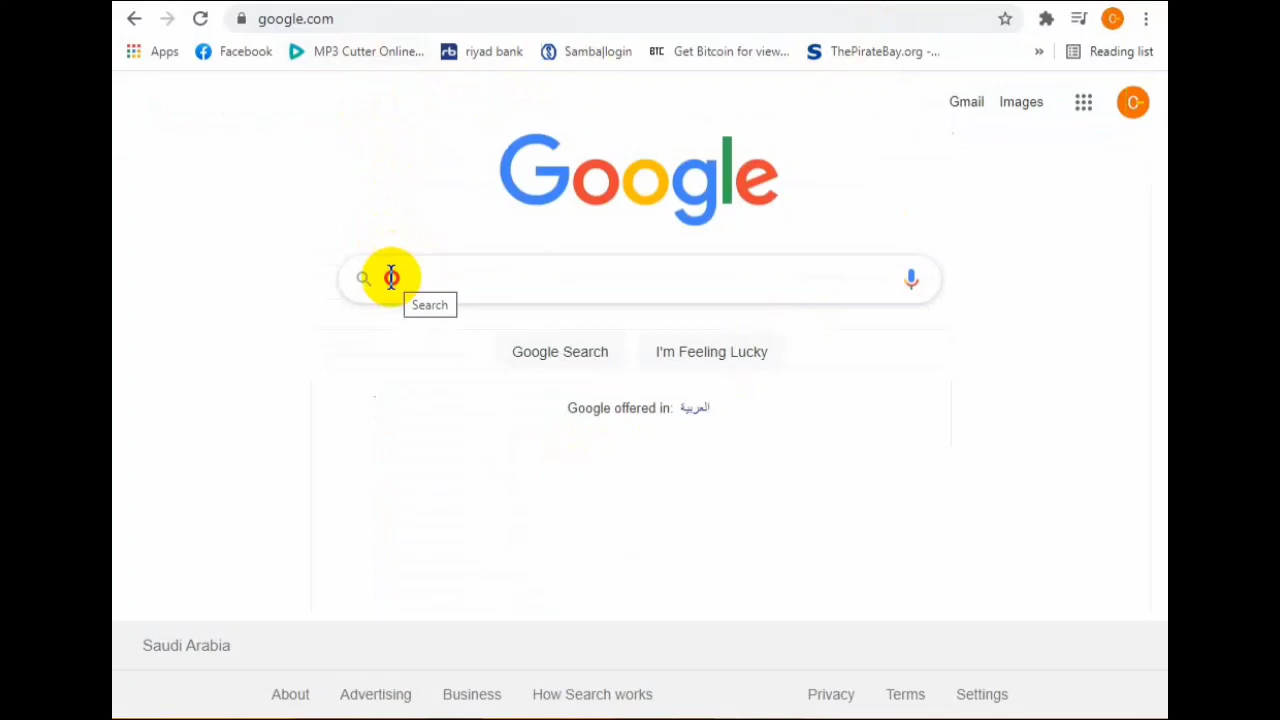 google.com
Apps Facebook MP3 Cutter Online... riyad bank Samba|login BTC Get Bitcoin for view... ThePirateBay.org -... » Reading list
Gmail Images
Google
Search
Google Search I'm Feeling Lucky
Google offered in: العربية
Saudi Arabia
About Advertising Business How Search works Privacy Terms Settings